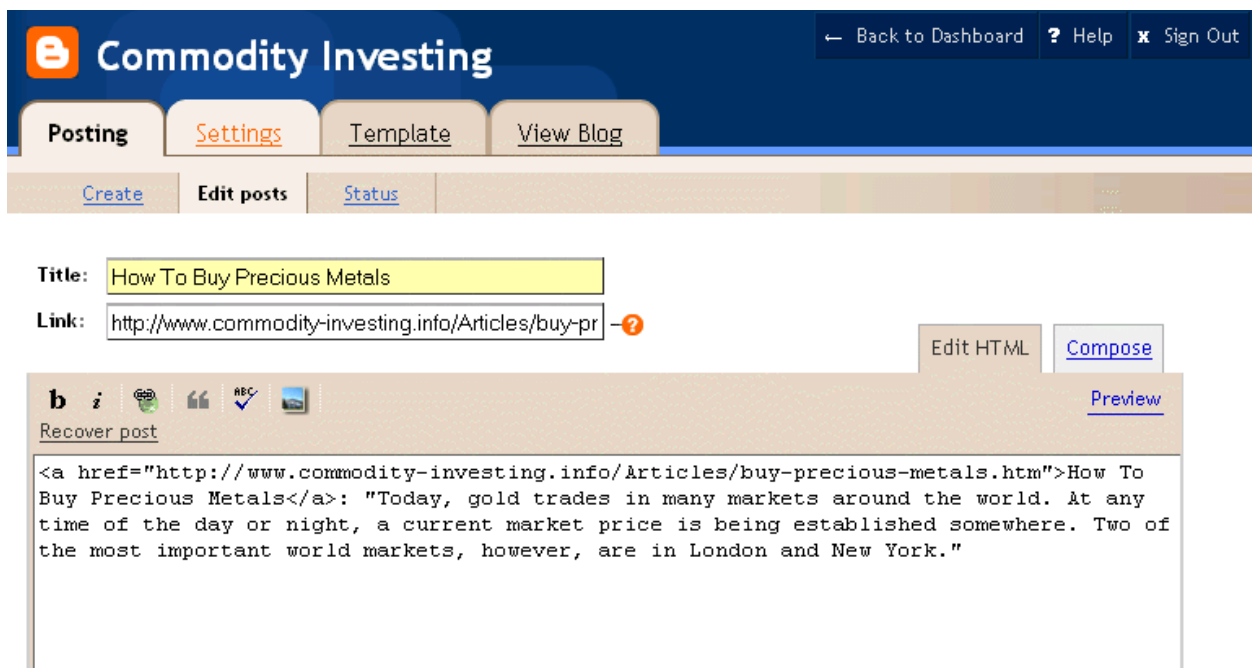 Commodity Investing
← Back to Dashboard ? Help x Sign Out
Posting Settings Template View Blog
Create Edit posts Status
Title: How To Buy Precious Metals
Link: http://www.commodity-investing.info/Articles/buy-pr – ?
Edit HTML Compose
b i ABC Preview
Recover post
<a href="http://www.commodity-investing.info/Articles/buy-precious-metals.htm">How To
Buy Precious Metals</a>: "Today, gold trades in many markets around the world. At any
time of the day or night, a current market price is being established somewhere. Two of
the most important world markets, however, are in London and New York."